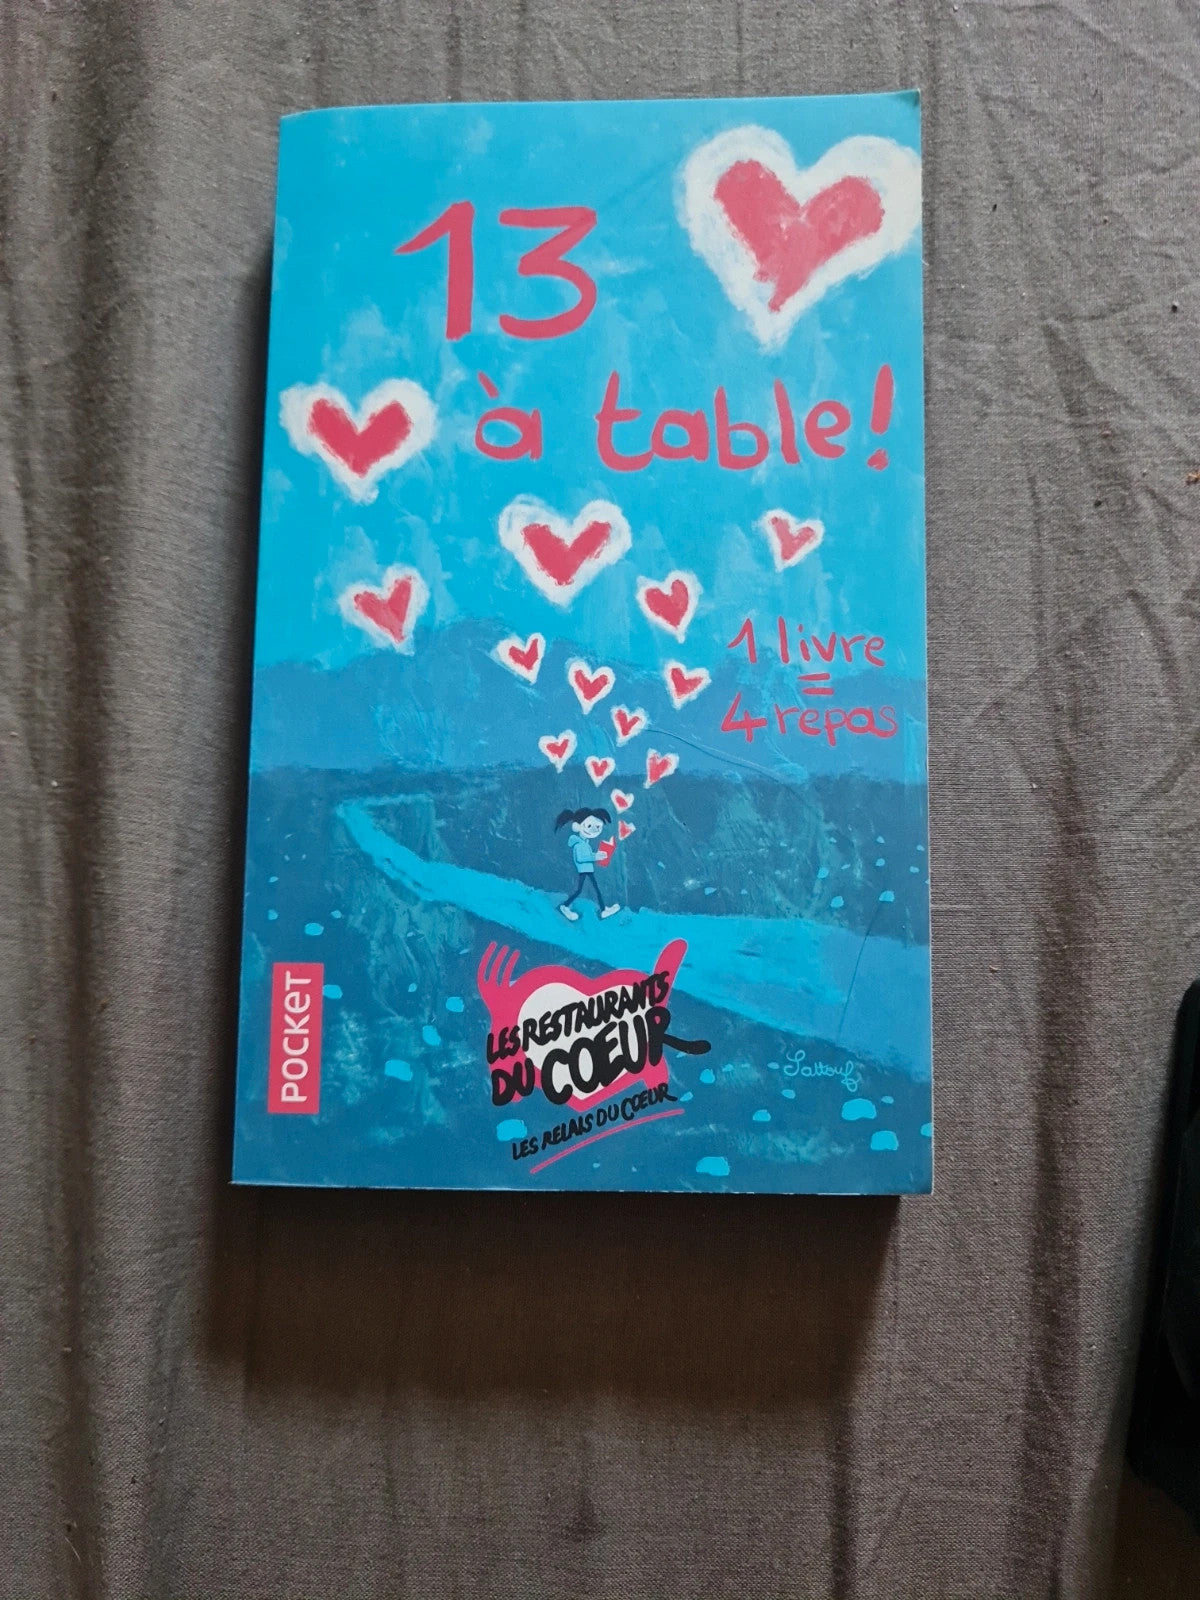 13
à table!
1 livre
=
4 repas
POCKET
LES RESTAURANTS
DU COEUR
LES RELAIS DU COEUR
Sattouf